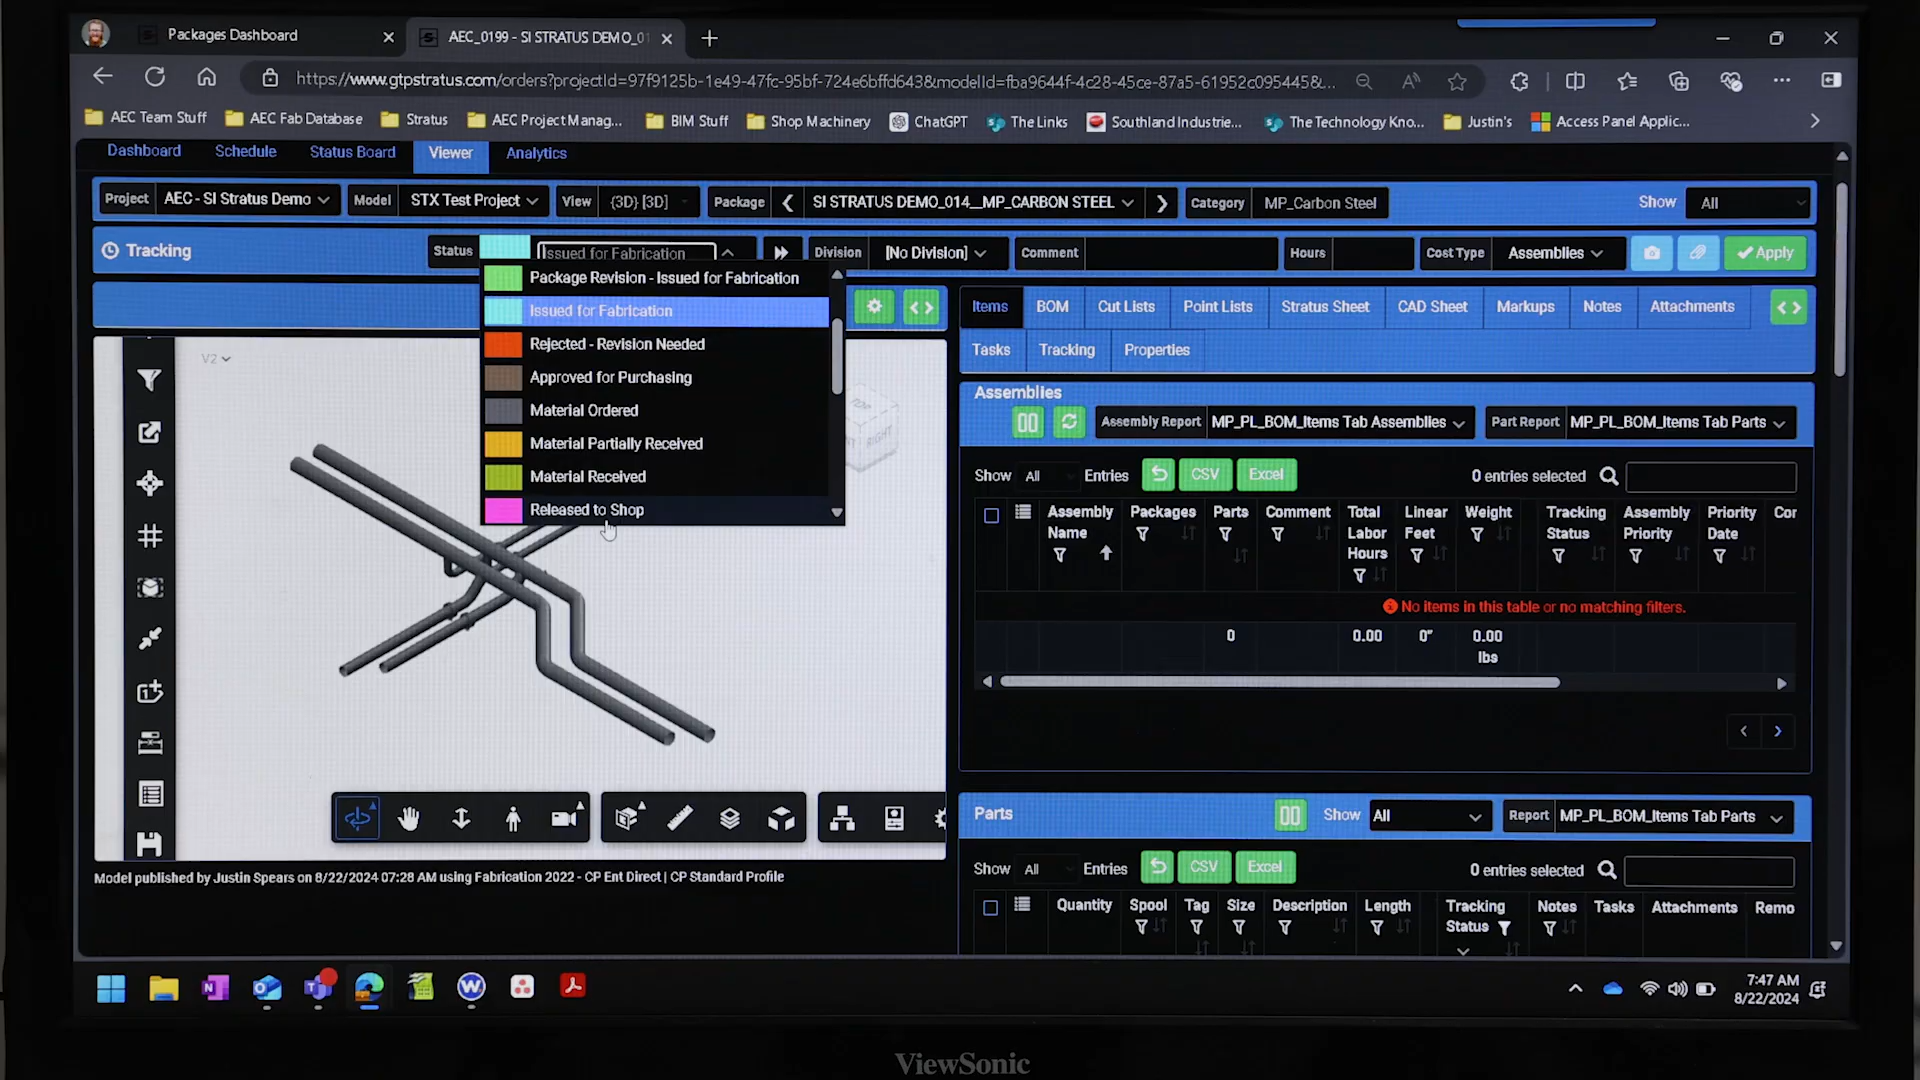 Packages Dashboard
AEC_0199 - SI STRATUS DEMO_01
https://www.gtpstratus.com/orders?projectId=97f9125b-1e49-47fc-95bf-724e6bffd643&modelId=fba9644f-4c28-45ce-87a5-61952c095445&...
AEC Team Stuff AEC Fab Database Stratus AEC Project Manag... BIM Stuff Shop Machinery ChatGPT The Links Southland Industrie... The Technology Kno... Justin's Access Panel Applic...
Dashboard Schedule Status Board Viewer Analytics
Project AEC - SI Stratus Demo Model STX Test Project View {3D} [3D] Package SI STRATUS DEMO_014__MP_CARBON STEEL Category MP_Carbon Steel Show All
Tracking Status Issued for Fabrication Division [No Division] Comment Hours Cost Type Assemblies Apply
Package Revision - Issued for Fabrication
Issued for Fabrication
Rejected - Revision Needed
Approved for Purchasing
Material Ordered
Material Partially Received
Material Received
Released to Shop
V2
TOP
RIGHT
Items BOM Cut Lists Point Lists Stratus Sheet CAD Sheet Markups Notes Attachments
Tasks Tracking Properties
Assemblies
Assembly Report MP_PL_BOM_Items Tab Assemblies Part Report MP_PL_BOM_Items Tab Parts
Show All Entries CSV Excel 0 entries selected
Assembly Name Packages Parts Comment Total Labor Hours Linear Feet Weight Tracking Status Assembly Priority Priority Date Cor
No items in this table or no matching filters.
0 0.00 0" 0.00 lbs
Parts Show All Report MP_PL_BOM_Items Tab Parts
Show All Entries CSV Excel 0 entries selected
Quantity Spool Tag Size Description Length Tracking Status Notes Tasks Attachments Remo
Model published by Justin Spears on 8/22/2024 07:28 AM using Fabrication 2022 - CP Ent Direct | CP Standard Profile
7:47 AM
8/22/2024
ViewSonic